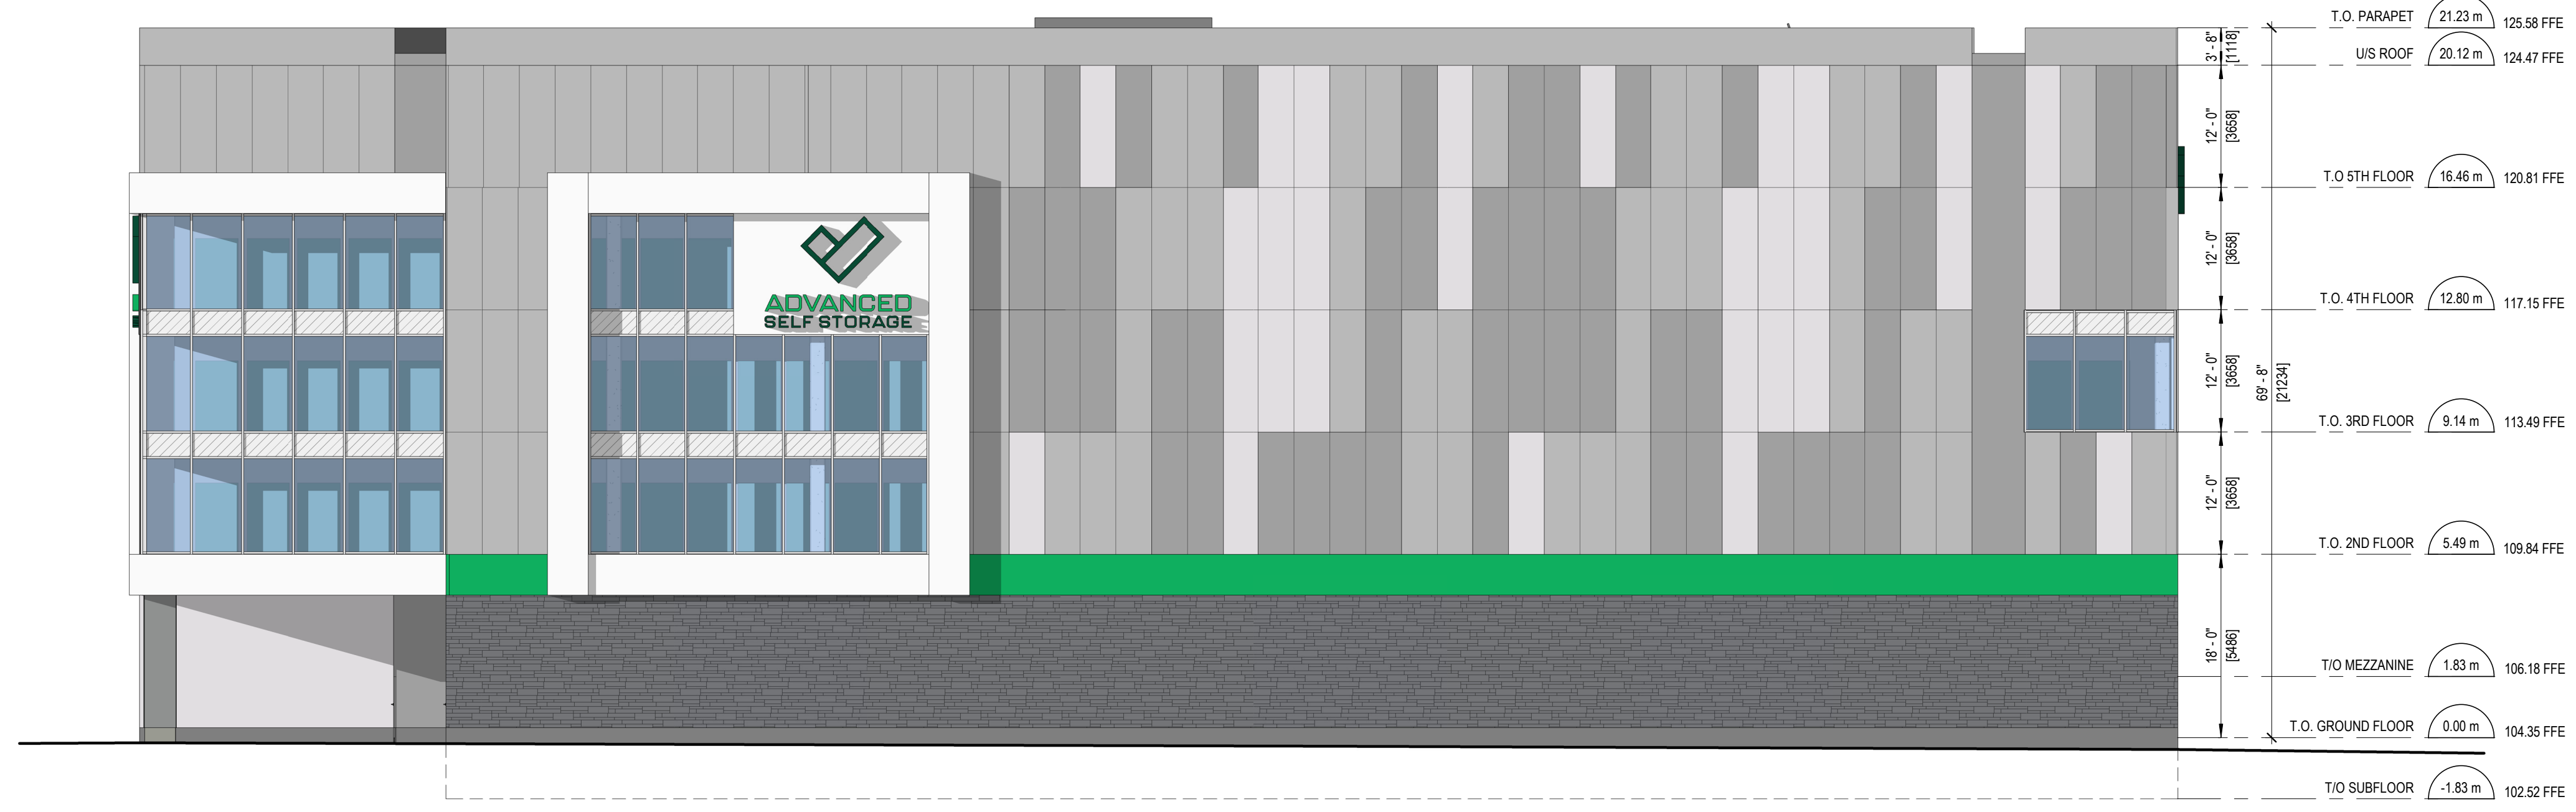 T.O. PARAPET 21.23 m 125.58 FFE
3' - 8"
[1118]
U/S ROOF 20.12 m 124.47 FFE
12' - 0"
[3658]
T.O 5TH FLOOR 16.46 m 120.81 FFE
12' - 0"
[3658]
ADVANCED
SELF STORAGE
T.O. 4TH FLOOR 12.80 m 117.15 FFE
12' - 0"
[3658]
69' - 8"
[21234]
T.O. 3RD FLOOR 9.14 m 113.49 FFE
12' - 0"
[3658]
T.O. 2ND FLOOR 5.49 m 109.84 FFE
18' - 0"
[5486]
T/O MEZZANINE 1.83 m 106.18 FFE
T.O. GROUND FLOOR 0.00 m 104.35 FFE
T/O SUBFLOOR -1.83 m 102.52 FFE